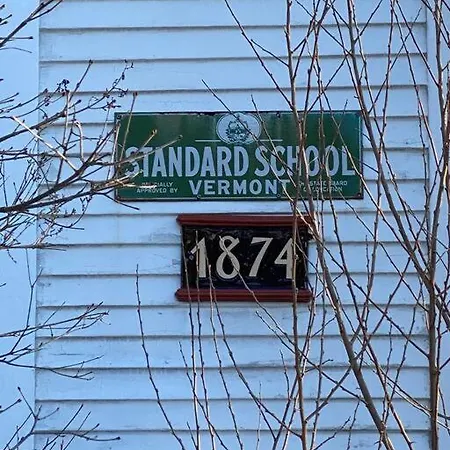 STANDARD SCHOOL
VERMONT
APPROVED BY
STATE BOARD
1874